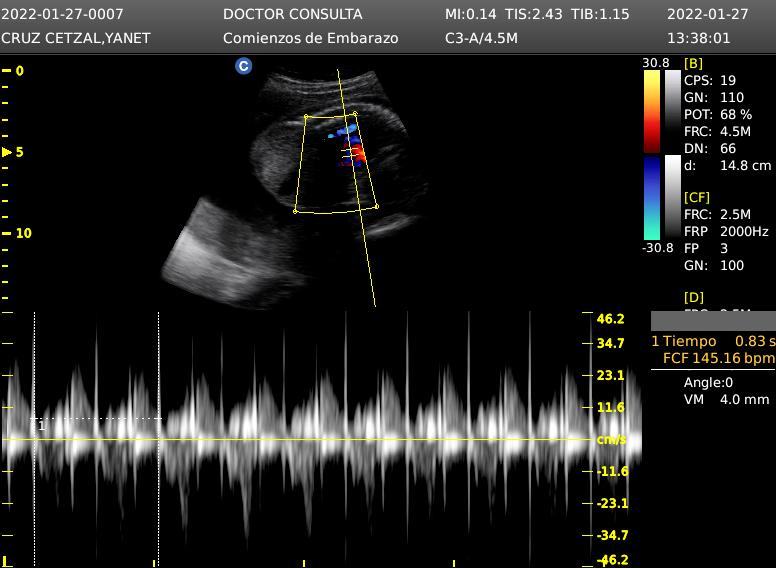 2022-01-27-0007 DOCTOR CONSULTA MI:0.14 TIS:2.43 TIB:1.15 2022-01-27
CRUZ CETZAL,YANET Comienzos de Embarazo C3-A/4.5M 13:38:01
C
0
5
10
30.8
-30.8
[B]
CPS: 19
GN: 110
POT: 68 %
FRC: 4.5M
DN: 66
d: 14.8 cm
[CF]
FRC: 2.5M
FRP 2000Hz
FP 3
GN: 100
[D]
1 Tiempo 0.83 s
FCF 145.16 bpm
Angle:0
VM 4.0 mm
46.2
34.7
23.1
11.6
cm/s
-11.6
-23.1
-34.7
-46.2
1